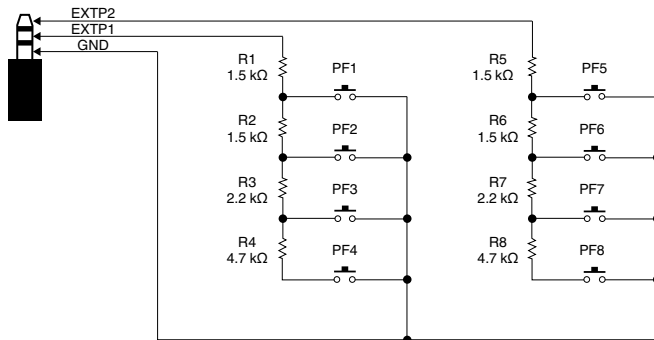 EXTP2
EXTP1
GND
R1
1.5 kΩ
PF1
R2
1.5 kΩ
PF2
R3
2.2 kΩ
PF3
R4
4.7 kΩ
PF4
R5
1.5 kΩ
PF5
R6
1.5 kΩ
PF6
R7
2.2 kΩ
PF7
R8
4.7 kΩ
PF8